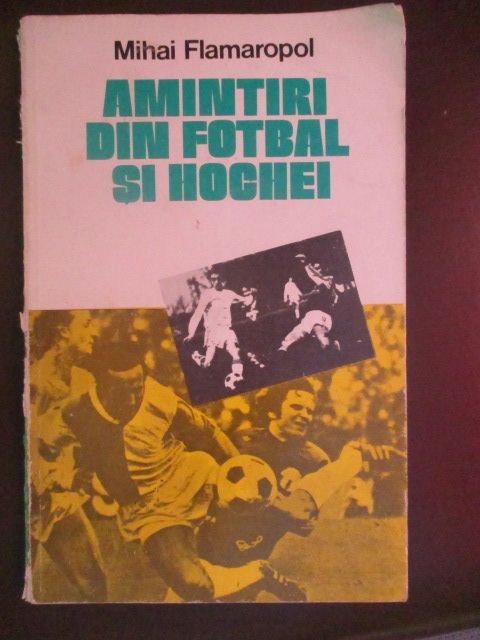 Mihai Flamaropol
AMINTIRI
DIN FOTBAL
ȘI HOCHEI